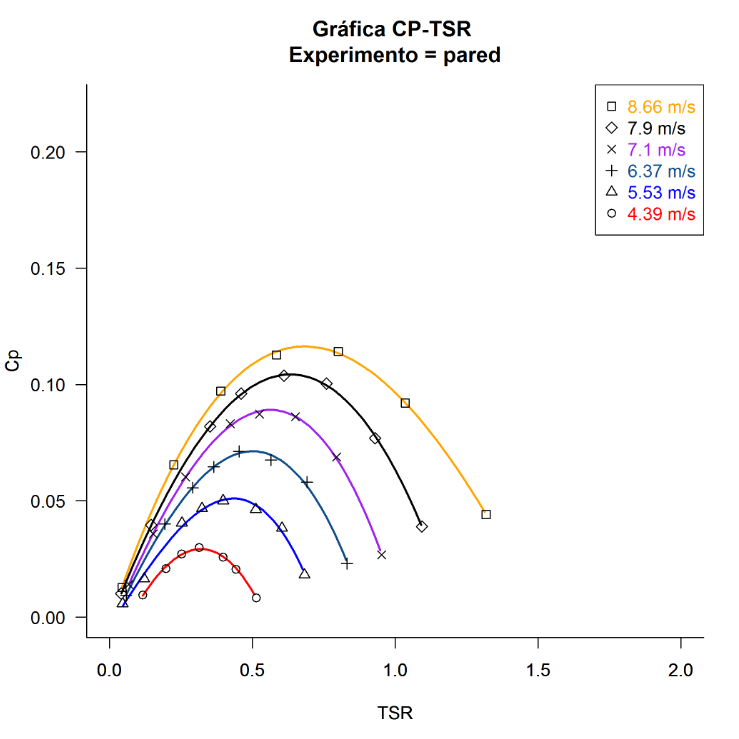 Gráfica CP-TSR
Experimento = pared
8.66 m/s
7.9 m/s
7.1 m/s
6.37 m/s
5.53 m/s
4.39 m/s
0.20
0.15
0.10
0.05
0.00
Cp
0.0 0.5 1.0 1.5 2.0
TSR